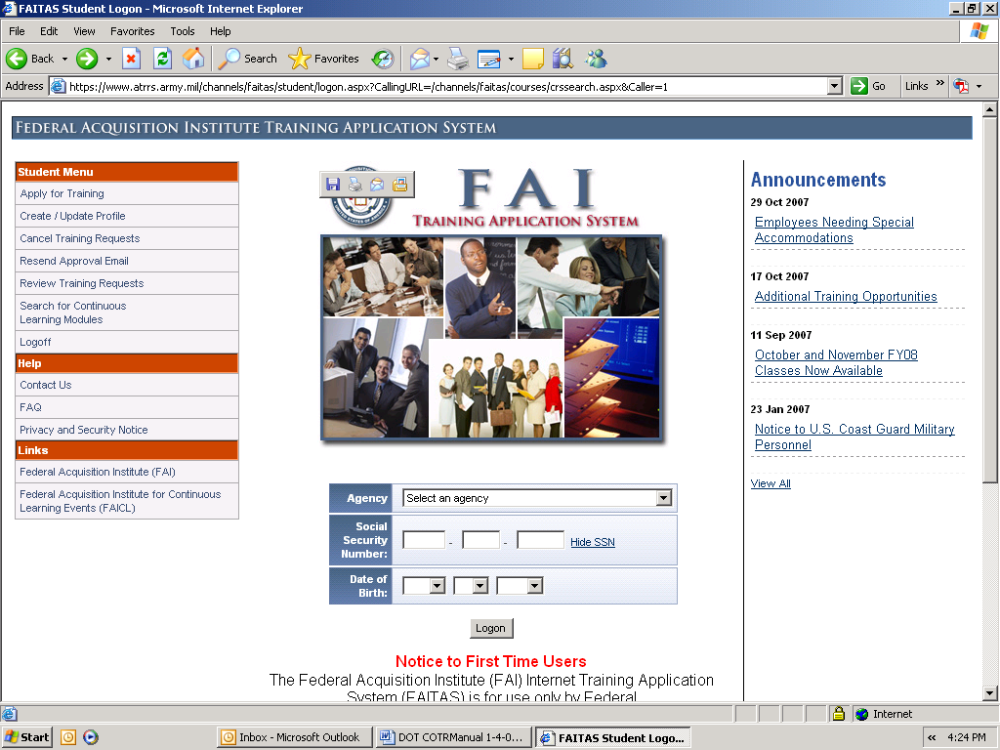 FAITAS Student Logon - Microsoft Internet Explorer
File Edit View Favorites Tools Help
Back Search Favorites
Address https://www.atrrs.army.mil/channels/faitas/student/logon.aspx?CallingURL=/channels/faitas/courses/crssearch.aspx&Caller=1 Go Links »
FEDERAL ACQUISITION INSTITUTE TRAINING APPLICATION SYSTEM
Student Menu
Apply for Training
Create / Update Profile
Cancel Training Requests
Resend Approval Email
Review Training Requests
Search for Continuous
Learning Modules
Logoff
Help
Contact Us
FAQ
Privacy and Security Notice
Links
Federal Acquisition Institute (FAI)
Federal Acquisition Institute for Continuous
Learning Events (FAICL)
FAI
TRAINING APPLICATION SYSTEM
Agency Select an agency
Social
Security
Number: - - Hide SSN
Date of
Birth:
Logon
Notice to First Time Users
The Federal Acquisition Institute (FAI) Internet Training Application
System (FAITAS) is for use only by Federal
Announcements
29 Oct 2007
Employees Needing Special
Accommodations
17 Oct 2007
Additional Training Opportunities
11 Sep 2007
October and November FY08
Classes Now Available
23 Jan 2007
Notice to U.S. Coast Guard Military
Personnel
View All
Internet
Start Inbox - Microsoft Outlook DOT COTRManual 1-4-0... FAITAS Student Logo... « 4:24 PM